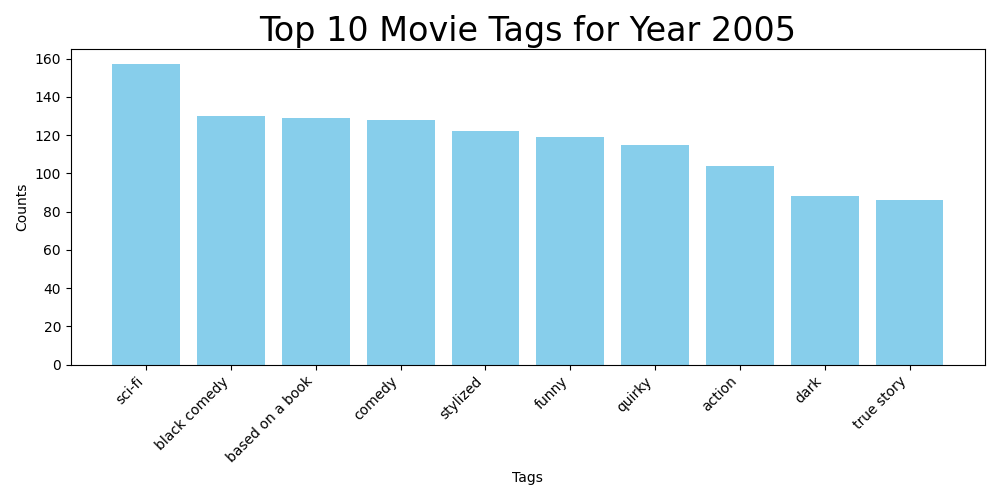 Top 10 Movie Tags for Year 2005
160
140
120
100
80
60
40
20
0
Counts
sci-fi
black comedy
based on a book
comedy
stylized
funny
quirky
action
dark
true story
Tags